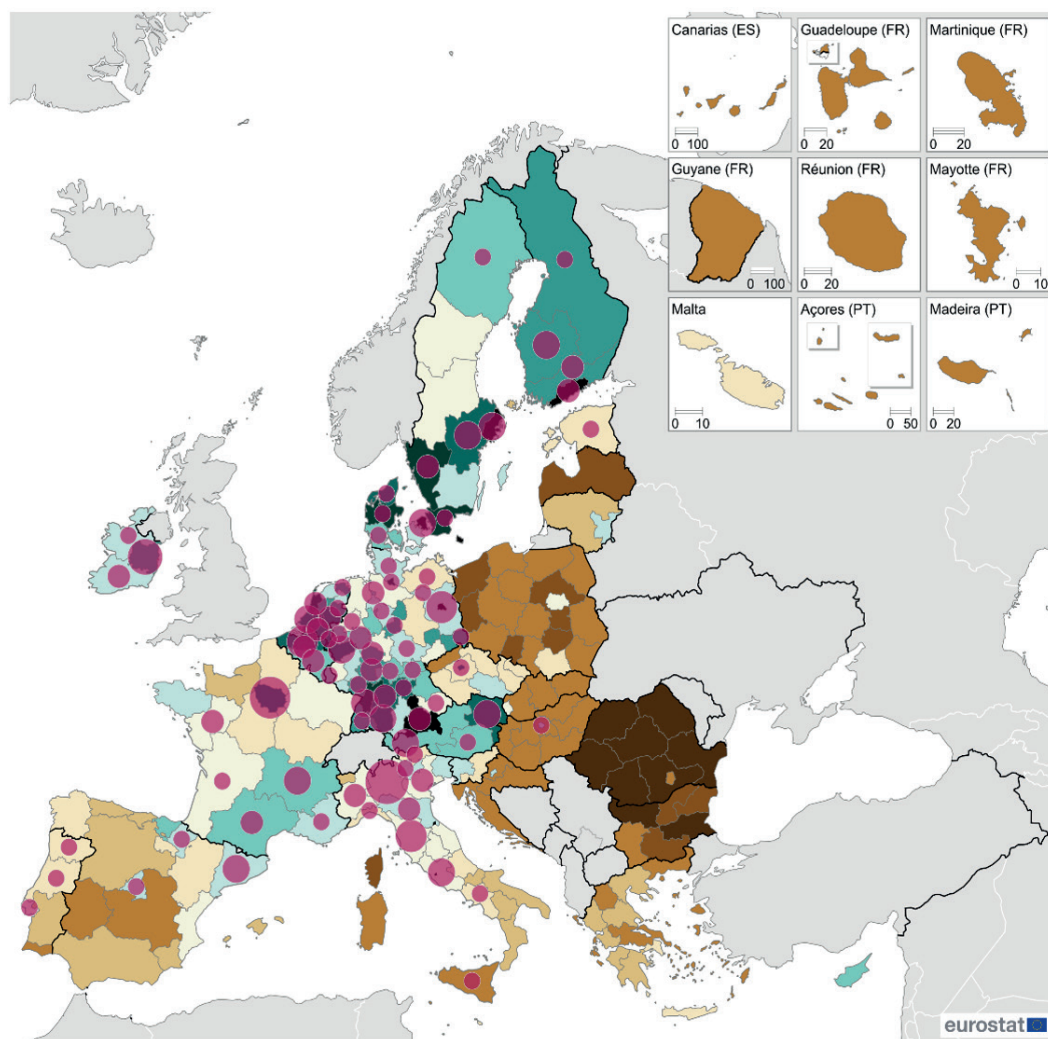 Canarias (ES)
0 100
Guadeloupe (FR)
0 20
Martinique (FR)
0 20
Guyane (FR)
0 100
Réunion (FR)
0 20
Mayotte (FR)
0 10
Malta
0 10
Açores (PT)
0 50
Madeira (PT)
0 20
eurostat